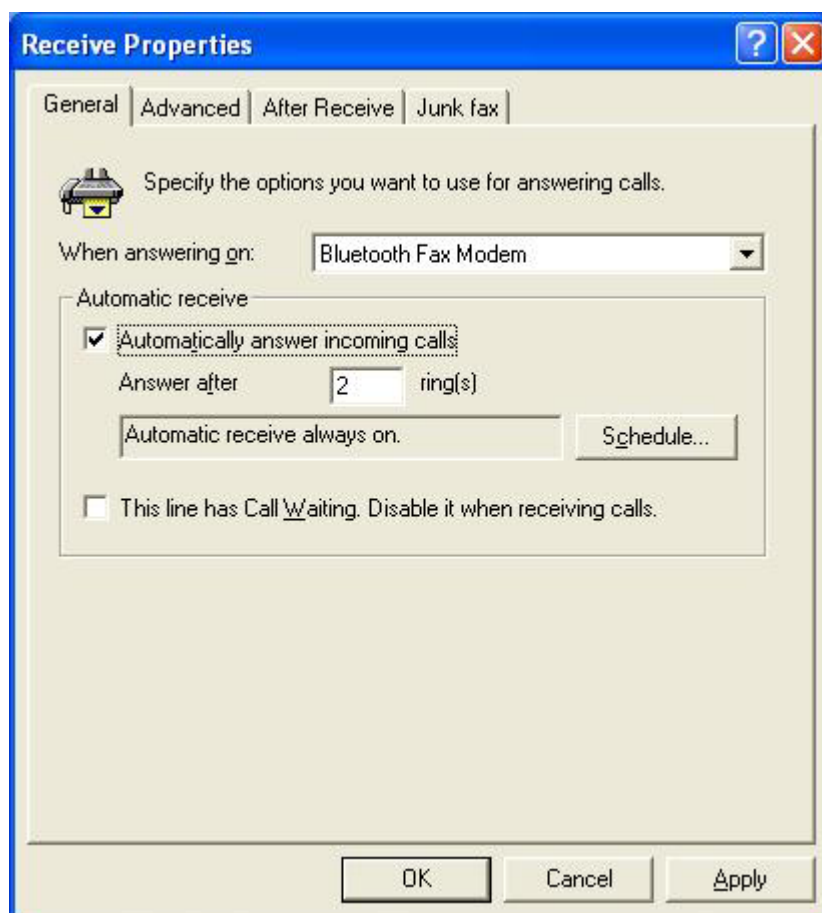 Receive Properties
General Advanced After Receive Junk fax
Specify the options you want to use for answering calls.
When answering on: Bluetooth Fax Modem
Automatic receive
Automatically answer incoming calls
Answer after 2 ring(s)
Automatic receive always on. Schedule...
This line has Call Waiting. Disable it when receiving calls.
OK Cancel Apply